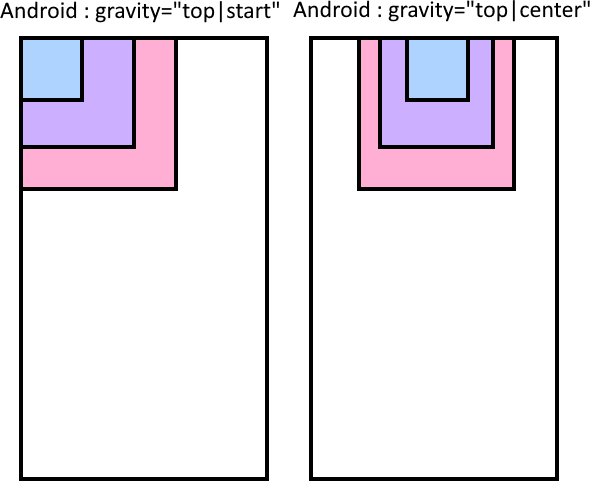 Android : gravity="top|start"
Android : gravity="top|center"